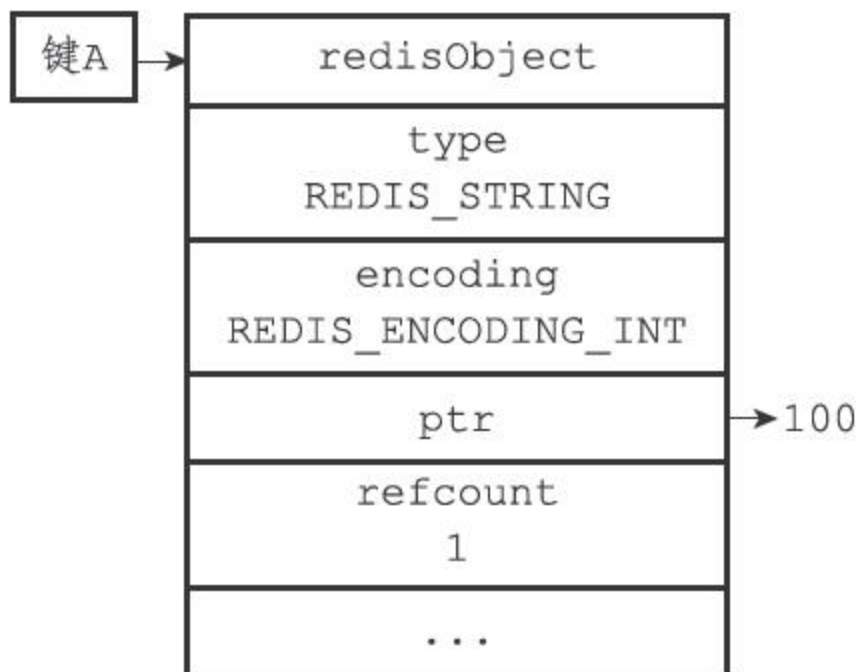 键A
redisObject
type
REDIS_STRING
encoding
REDIS_ENCODING_INT
ptr
100
refcount
1
...